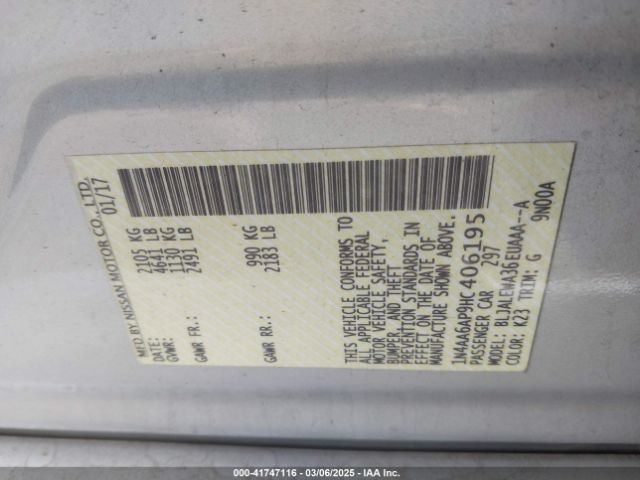 MFD BY NISSAN MOTOR CO., LTD.
DATE: 01/17
GVWR: 2105 KG
4641 LB
GAWR FR.: 1130 KG
2491 LB
GAWR RR.: 990 KG
2183 LB
THIS VEHICLE CONFORMS TO
ALL APPLICABLE FEDERAL
MOTOR VEHICLE SAFETY,
BUMPER AND THEFT
PREVENTION STANDARDS IN
EFFECT ON THE DATE OF
MANUFACTURE SHOWN ABOVE.
1N4AA6AP9HC406195
PASSENGER CAR 297
MODEL: BLJALEWA36EUAAA--A
COLOR: K23 TRIM: G 9N00A
000-41747116 — 03/06/2025 — IAA Inc.